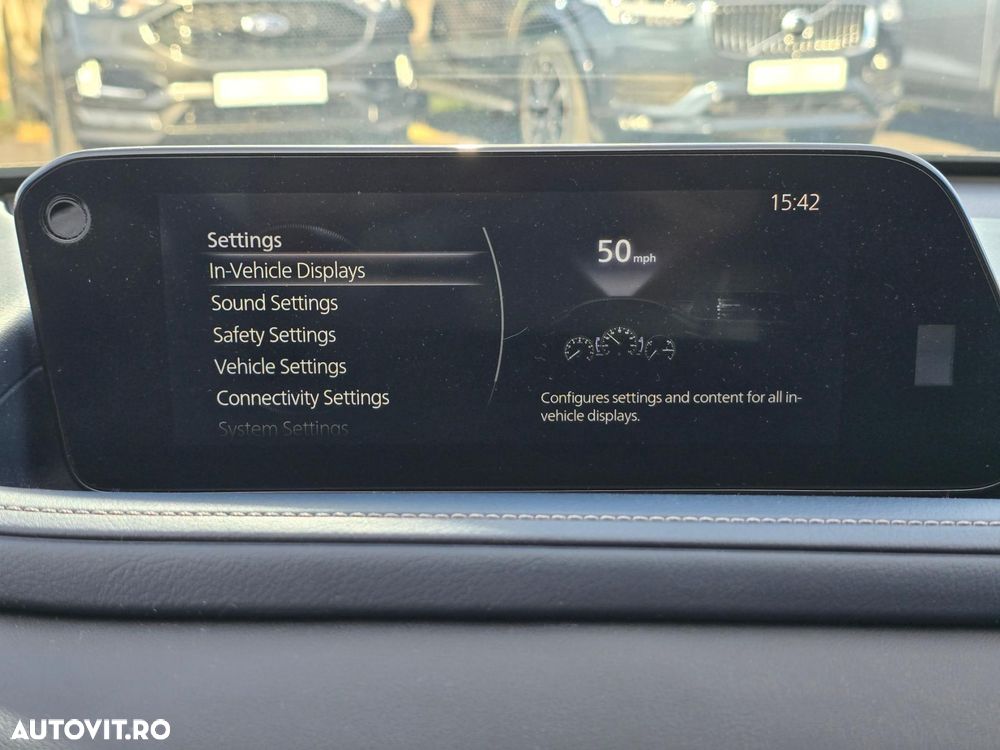 15:42
Settings
In-Vehicle Displays
Sound Settings
Safety Settings
Vehicle Settings
Connectivity Settings
System Settings
50 mph
Configures settings and content for all in-
vehicle displays.
AUTOVIT.RO